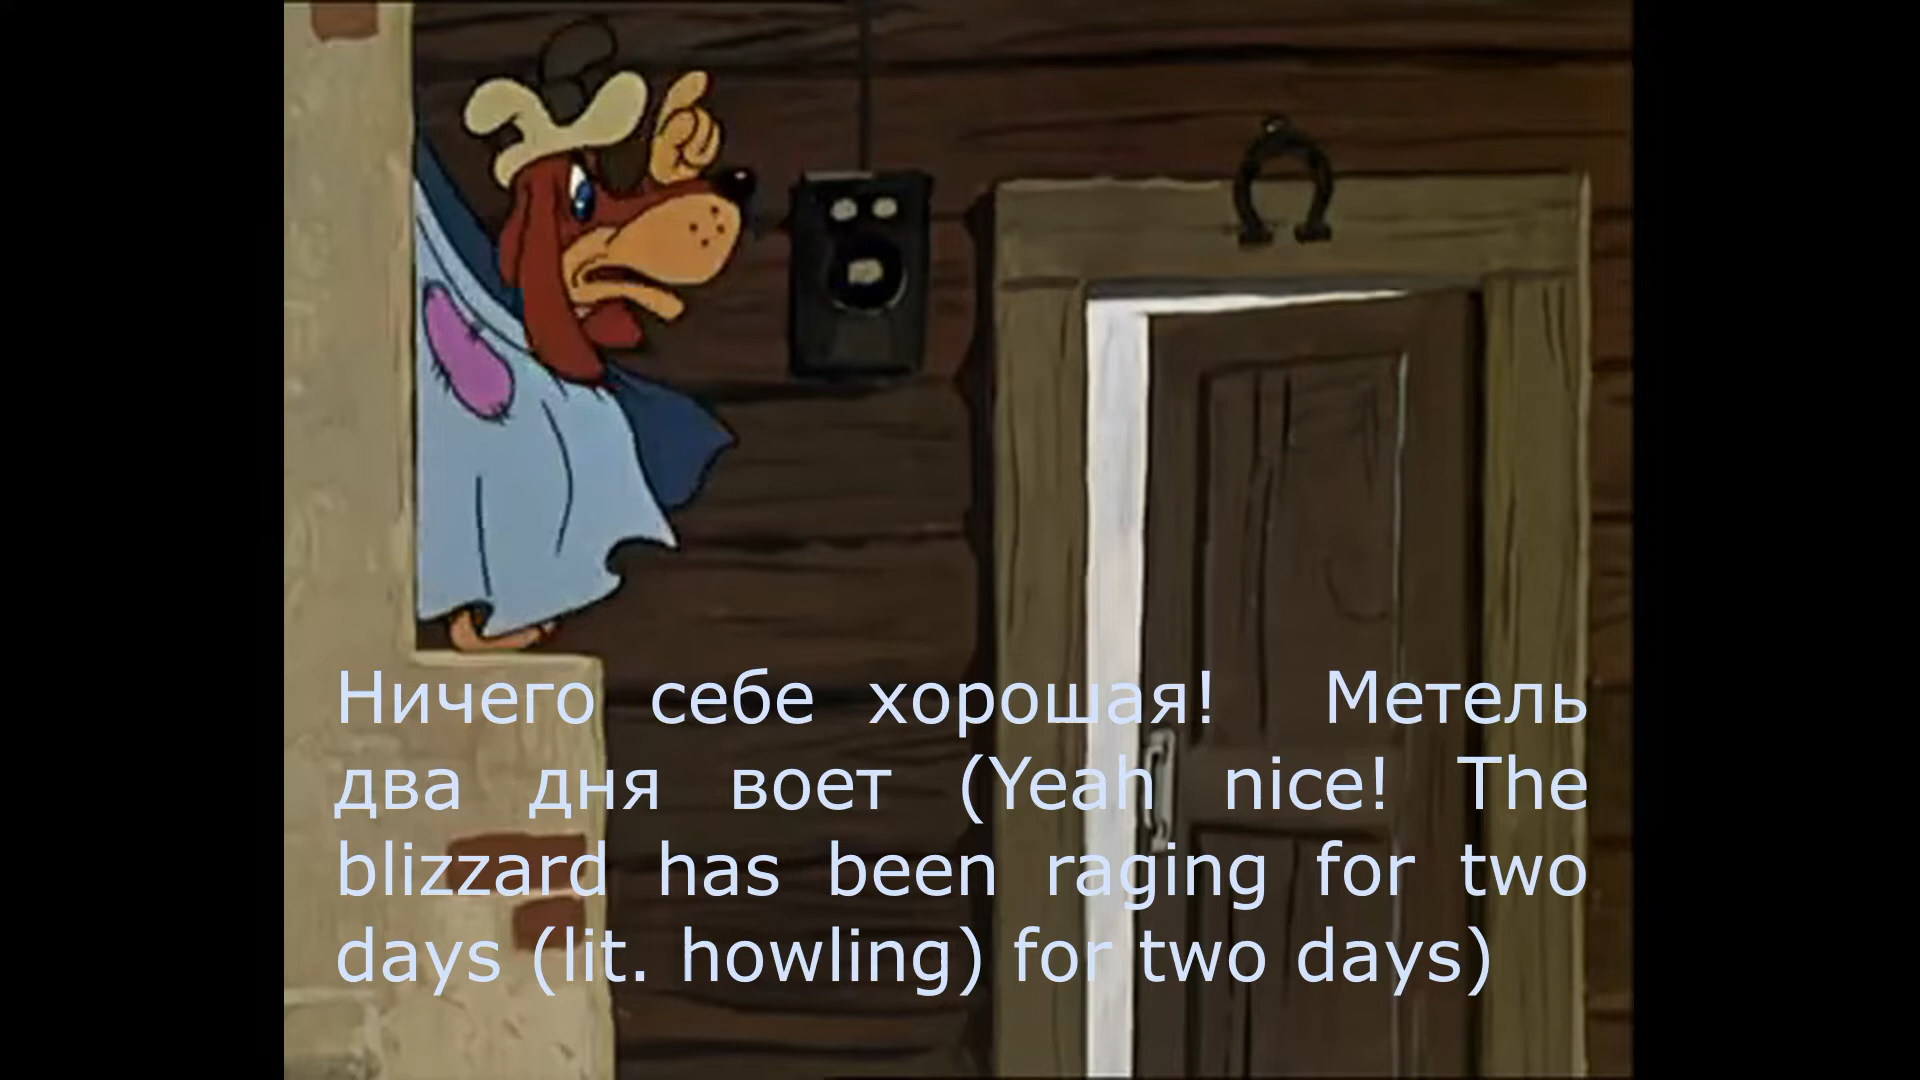 Ничего себе хорошая! Метель
два дня воет (Yeah nice! The
blizzard has been raging for two
days (lit. howling) for two days)